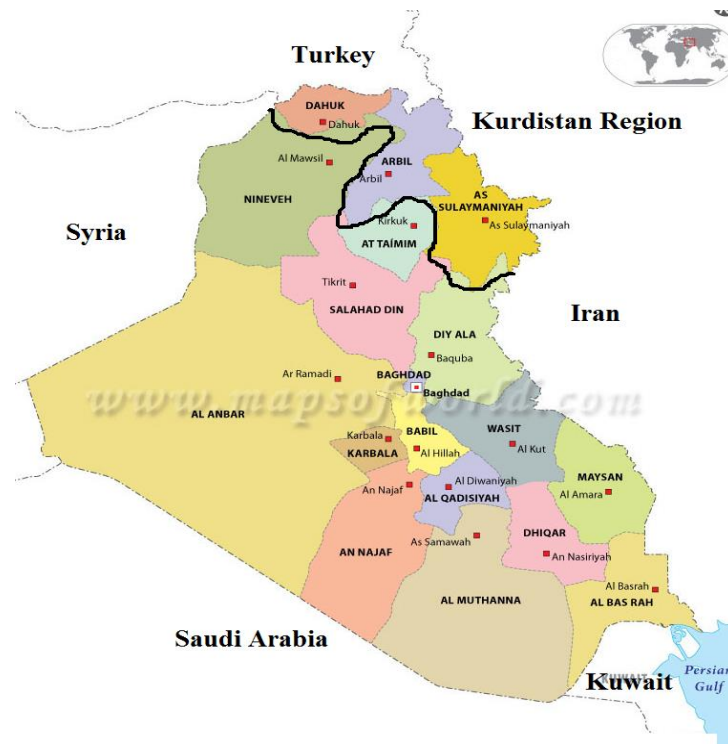 Turkey
Kurdistan Region
Syria
Iran
Saudi Arabia
Kuwait
KUWAIT
Persian
Gulf
DAHUK
Dahuk
Al Mawsil
NINEVEH
ARBIL
Arbil
AS
SULAYMANIYAH
As Sulaymaniyah
Kirkuk
AT TAÍMIM
Tikrit
SALAHAD DIN
DIY ALA
Baquba
BAGHDAD
Baghdad
Ar Ramadi
AL ANBAR
www.mapsofworld.com
BABIL
Al Hillah
Karbala
KARBALA
WASIT
Al Kut
An Najaf
AN NAJAF
Al Diwaniyah
AL QADISIYAH
MAYSAN
Al Amara
DHIQAR
An Nasiriyah
As Samawah
AL MUTHANNA
Al Basrah
AL BAS RAH